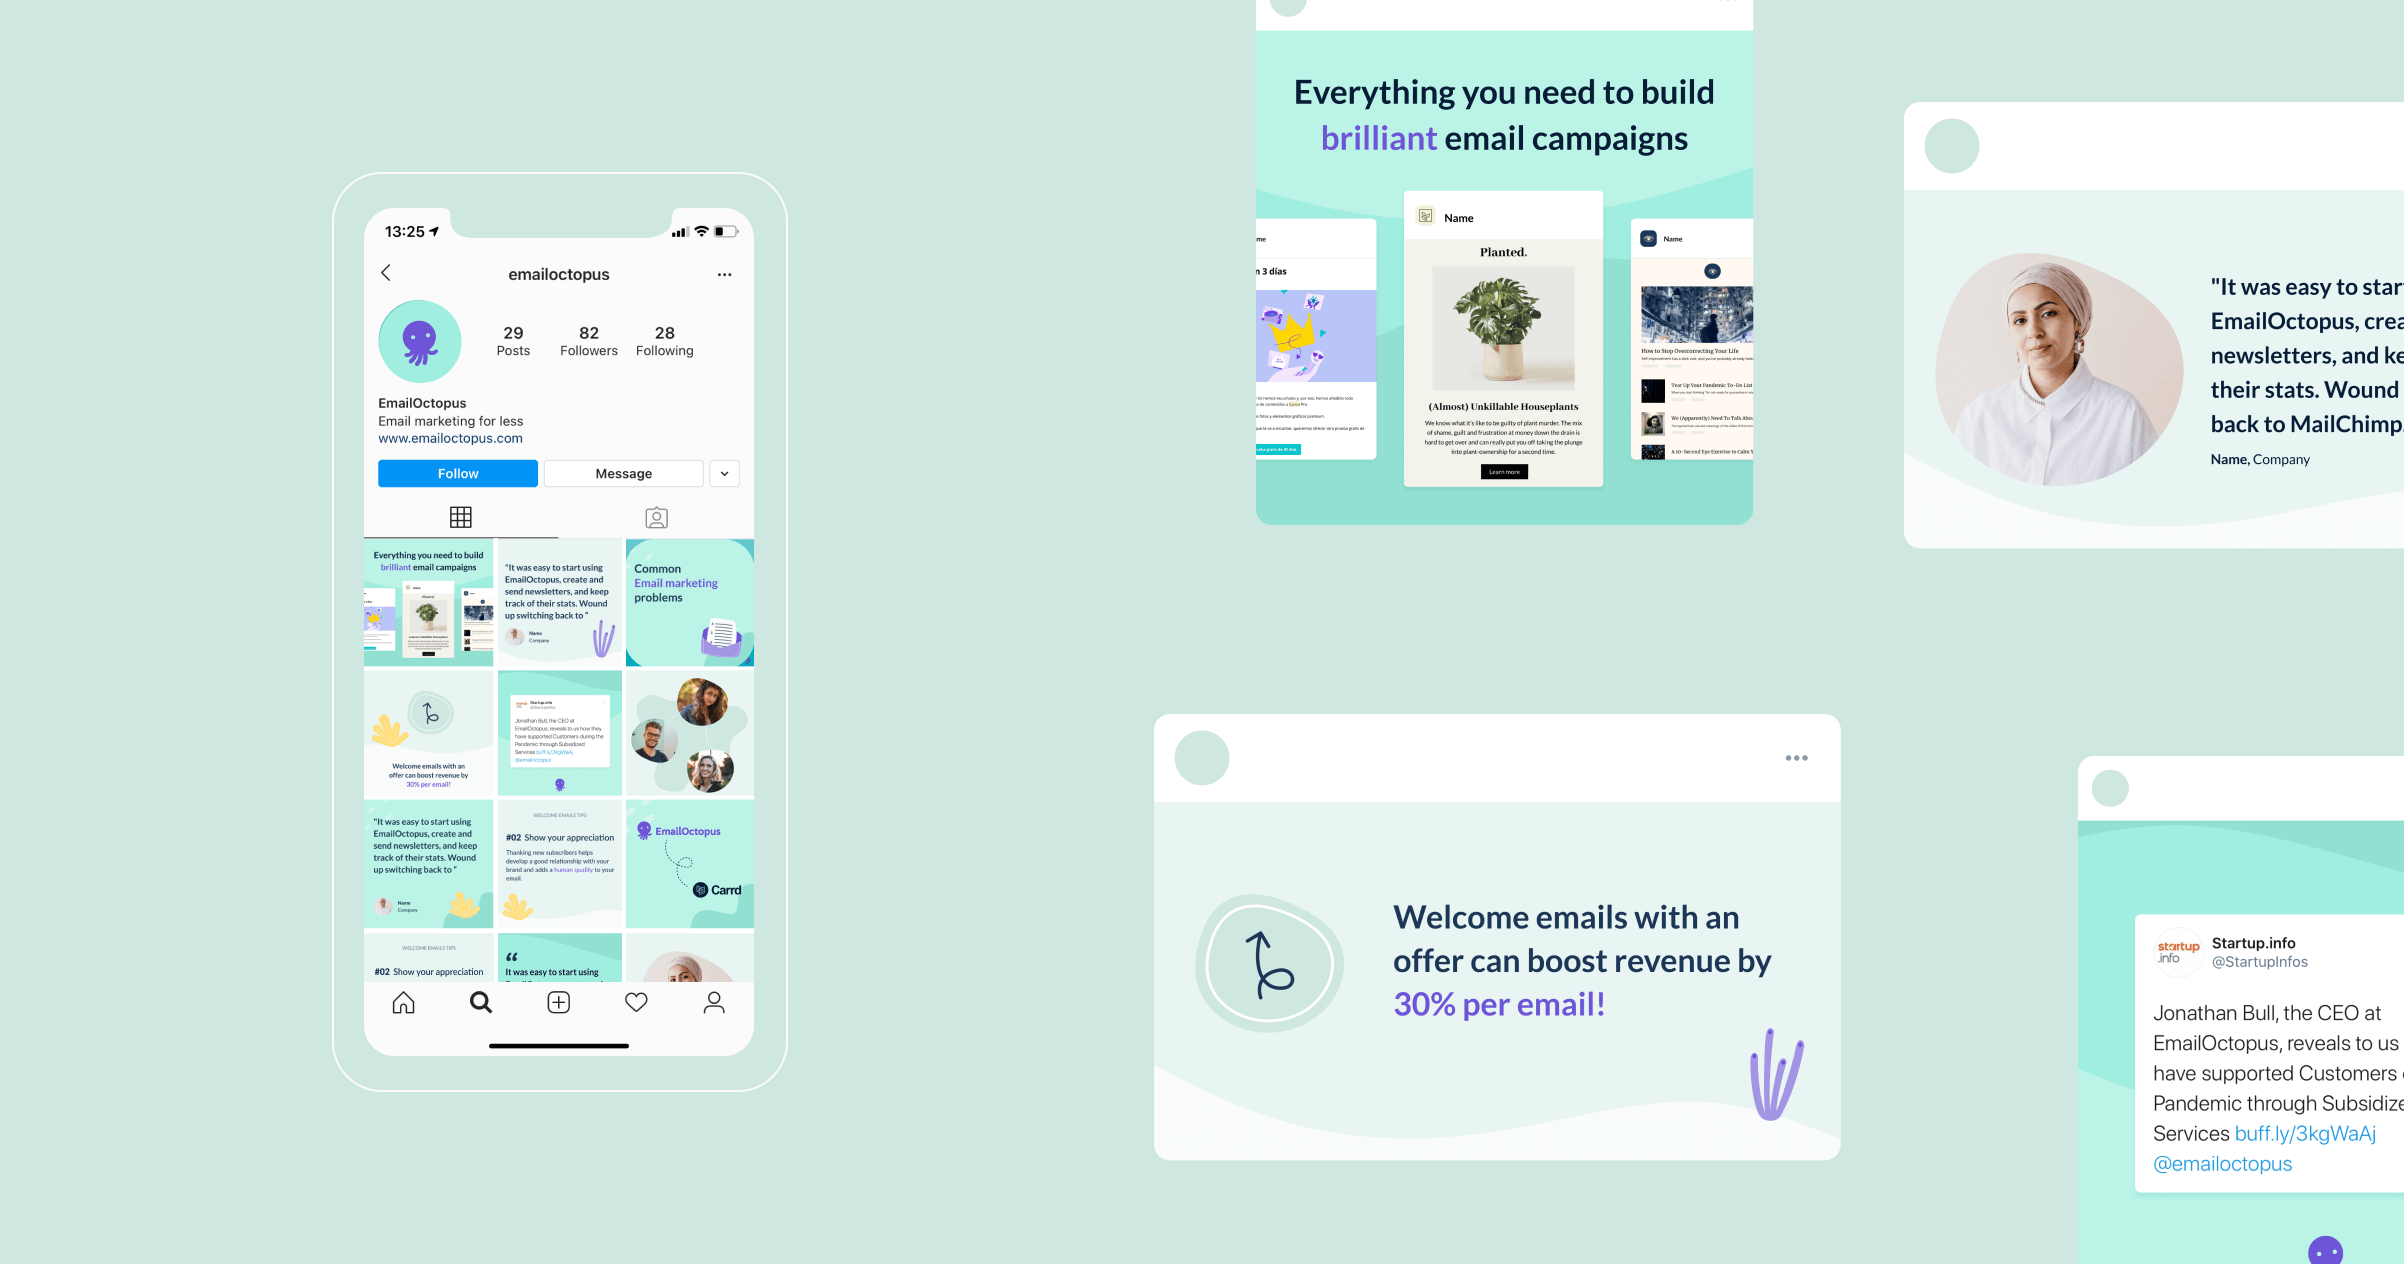 13:25
emailoctopus
29
Posts
82
Followers
28
Following
EmailOctopus
Email marketing for less
www.emailoctopus.com
Follow
Message
Everything you need to build
brilliant email campaigns
"It was easy to start using
EmailOctopus, create and
send newsletters, and keep
track of their stats. Wound
up switching back to "
Name
Company
Common
Email marketing
problems
Welcome emails with an
offer can boost revenue by
30% per email!
Startup.info
@StartupInfos
Jonathan Bull, the CEO at
EmailOctopus, reveals to us how they
have supported Customers during the
Pandemic through Subsidized
Services buff.ly/3kgWaAj
@emailoctopus
"It was easy to start using
EmailOctopus, create and
send newsletters, and keep
track of their stats. Wound
up switching back to "
Name
Company
WELCOME EMAILS TIPS
#02 Show your appreciation
Thanking new subscribers helps
develop a good relationship with your
brand and adds a human quality to your
email.
EmailOctopus
Carrd
WELCOME EMAILS TIPS
#02 Show your appreciation
“
It was easy to start using
Everything you need to build
brilliant email campaigns
me
n 3 días
Name
Planted.
(Almost) Unkillable Houseplants
We know what it's like to be guilty of plant murder. The mix
of shame, guilt and frustration at money down the drain is
hard to get over and can really put you off taking the plunge
into plant-ownership for a second time.
Learn more
Name
How to Stop Overcorrecting Your Life
Tear Up Your Pandemic To-Do List
We (Apparently) Need To Talk Abou
A 10-Second Eye Exercise to Calm Y
"It was easy to star
EmailOctopus, crea
newsletters, and ke
their stats. Wound
back to MailChimp.
Name, Company
Welcome emails with an
offer can boost revenue by
30% per email!
startup
.info
Startup.info
@StartupInfos
Jonathan Bull, the CEO at
EmailOctopus, reveals to us
have supported Customers
Pandemic through Subsidize
Services buff.ly/3kgWaAj
@emailoctopus